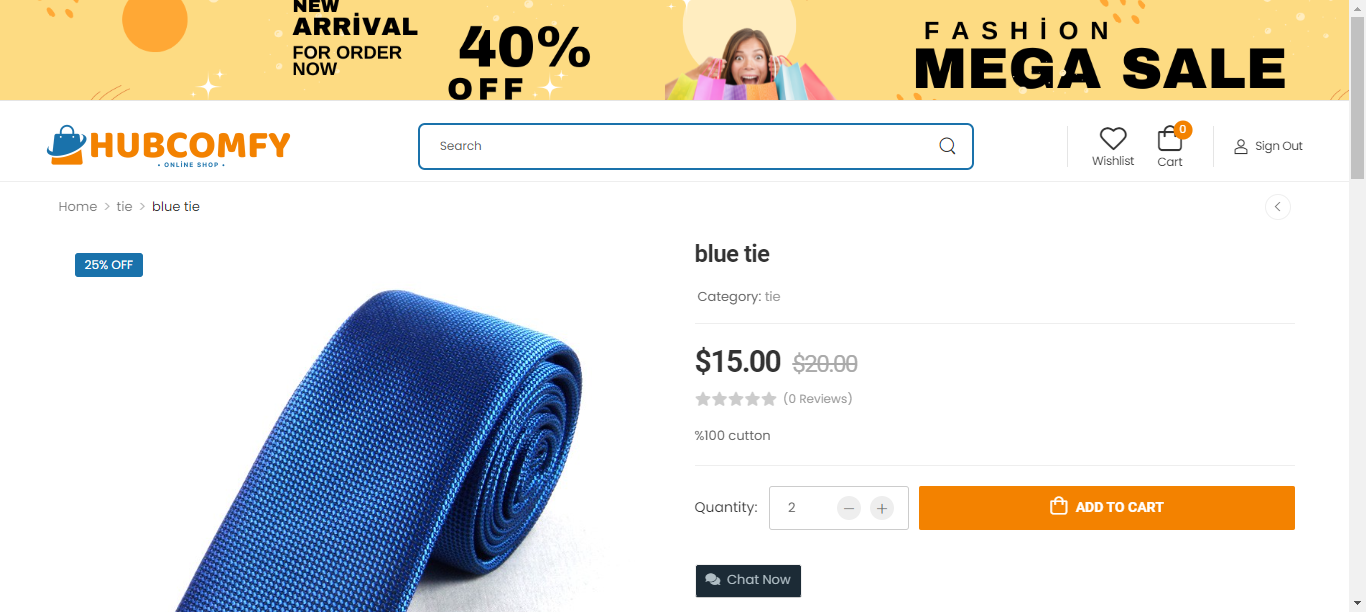 NEW
ARRİVAL
FOR ORDER
NOW
40%
OFF
FASHİON
MEGA SALE
HUBCOMFY
• ONLİNE SHOP •
Search
Wishlist
0
Cart
Sign Out
Home > tie > blue tie
25% OFF
blue tie
Category: tie
$15.00 $20.00
(0 Reviews)
%100 cutton
Quantity: 2 − + ADD TO CART
Chat Now